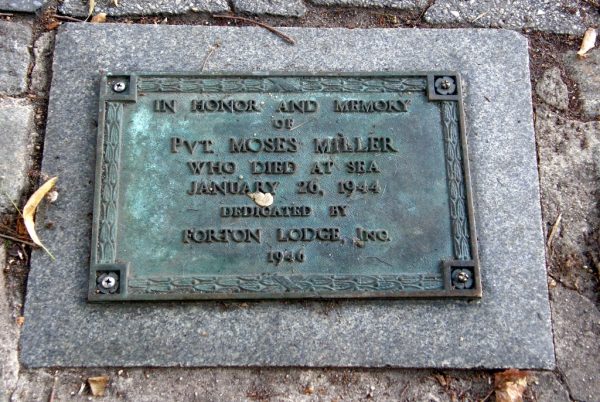 IN HONOR AND MEMORY
OF
PVT. MOSES MILLER
WHO DIED AT SEA
JANUARY 26, 1944
DEDICATED BY
FORTON LODGE, INC.
1946